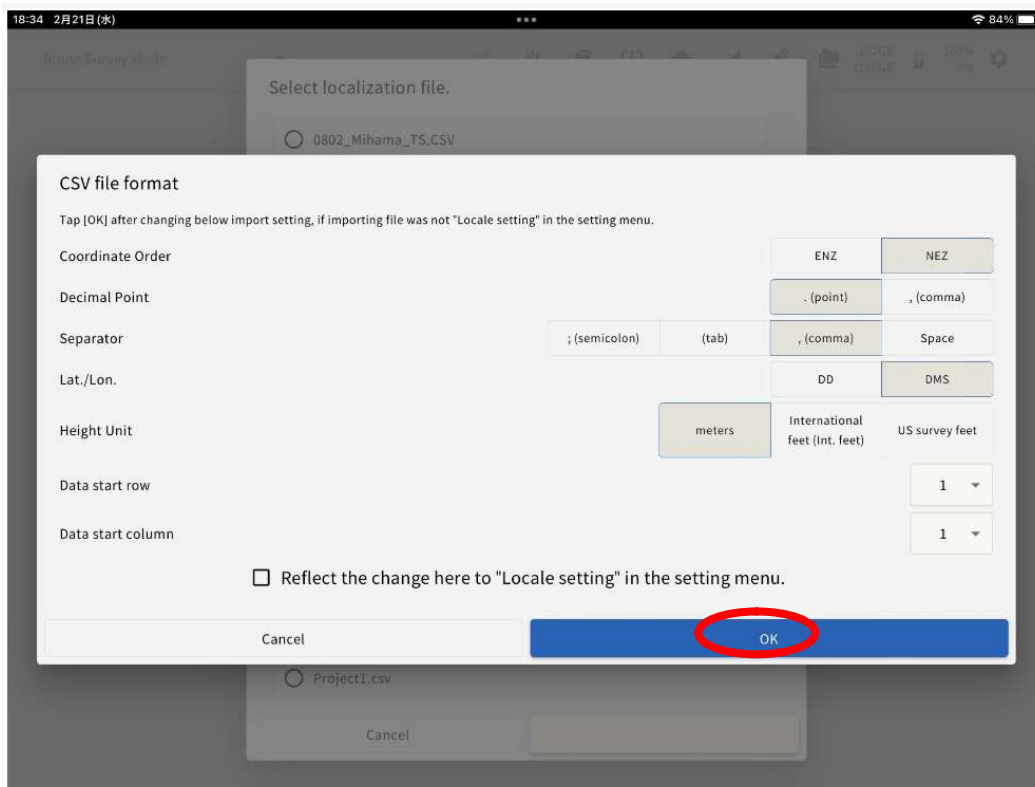 18:34 2月21日(水)
84%
Drone Survey Mode
Select localization file.
0802_Mihama_TS.CSV
CSV file format
Tap [OK] after changing below import setting, if importing file was not "Locale setting" in the setting menu.
Coordinate Order
ENZ
NEZ
Decimal Point
. (point)
, (comma)
Separator
; (semicolon)
(tab)
, (comma)
Space
Lat./Lon.
DD
DMS
Height Unit
meters
International
feet (Int. feet)
US survey feet
Data start row
1
Data start column
1
Reflect the change here to "Locale setting" in the setting menu.
Cancel
OK
Project1.csv
Cancel